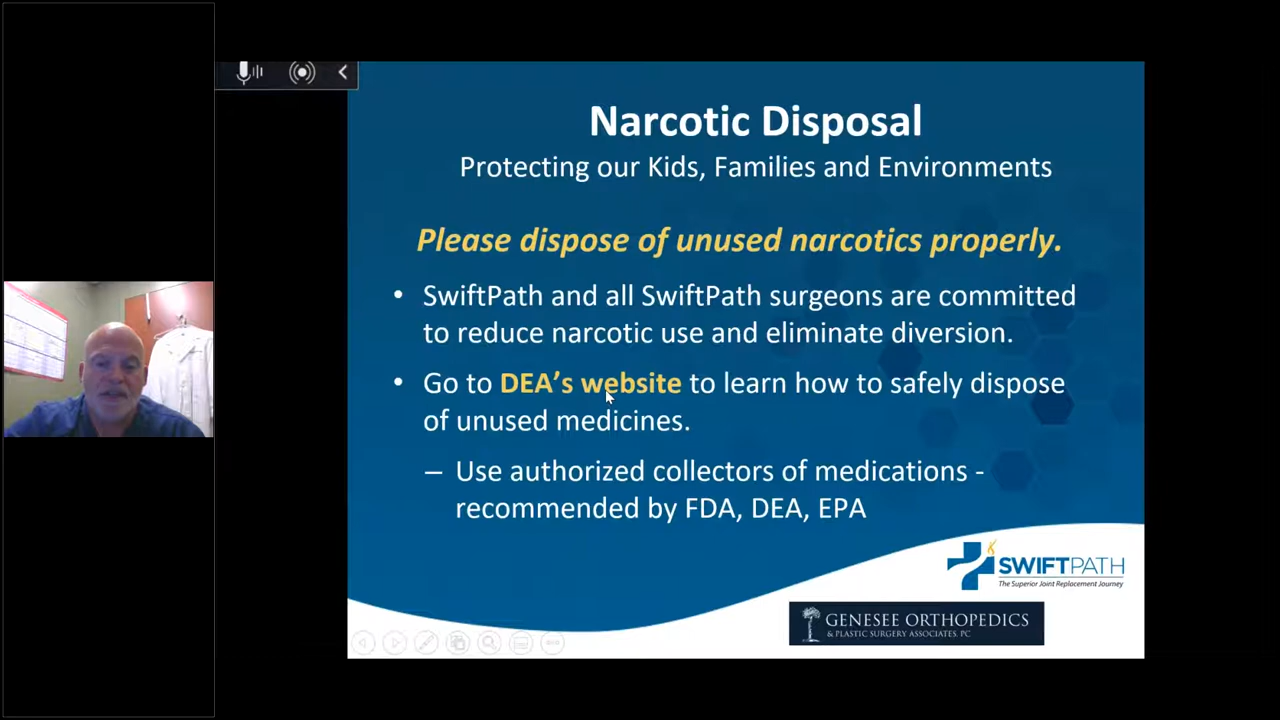 Narcotic Disposal
Protecting our Kids, Families and Environments
Please dispose of unused narcotics properly.
• SwiftPath and all SwiftPath surgeons are committed
to reduce narcotic use and eliminate diversion.
• Go to DEA’s website to learn how to safely dispose
of unused medicines.
– Use authorized collectors of medications -
recommended by FDA, DEA, EPA
SWIFTPATH
The Superior Joint Replacement Journey
GENESEE ORTHOPEDICS
& PLASTIC SURGERY ASSOCIATES, PC